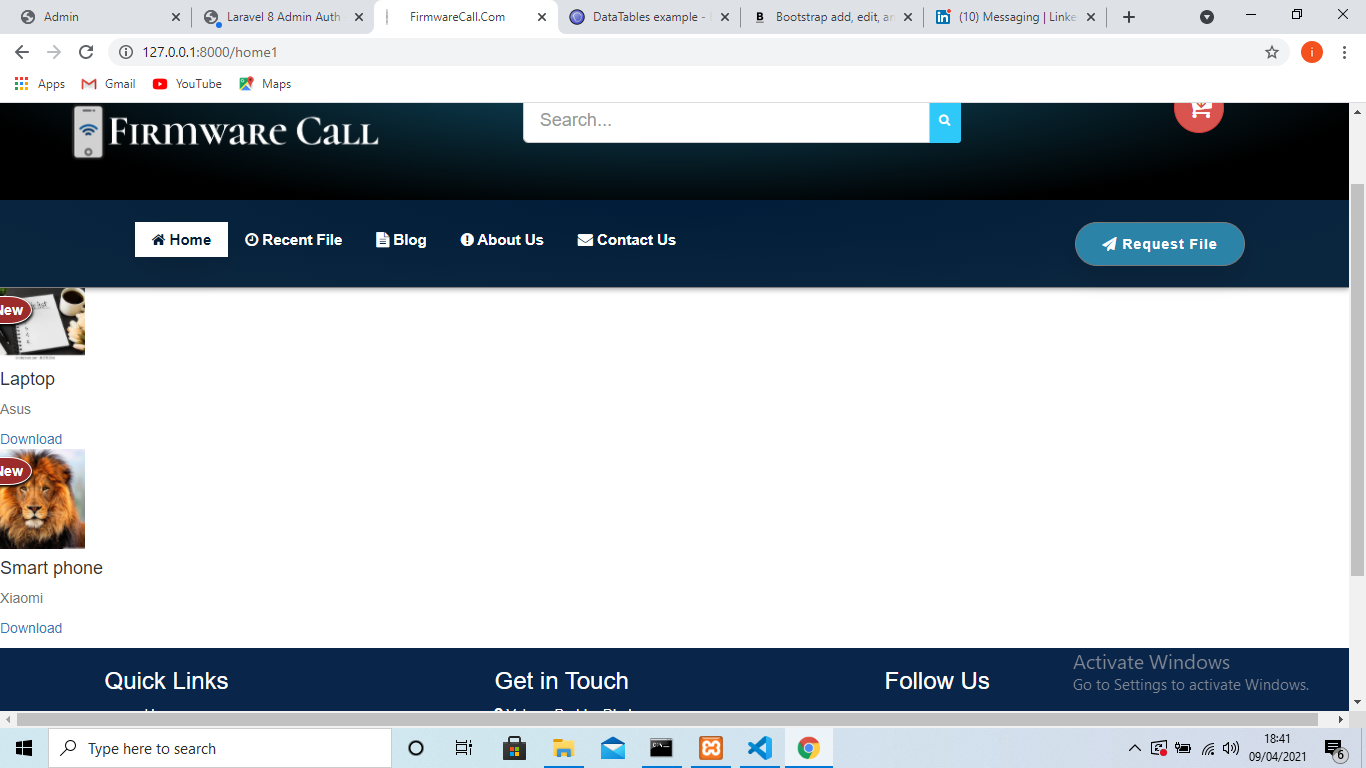 Admin
Laravel 8 Admin Auth
FirmwareCall.Com
DataTables example -
B
Bootstrap add, edit, a
(10) Messaging | Linke
127.0.0.1:8000/home1
i
Apps
Gmail
YouTube
Maps
FIRMWARE CALL
Search...
Home
Recent File
Blog
About Us
Contact Us
Request File
New
Laptop
Asus
Download
New
Smart phone
Xiaomi
Download
Quick Links
Get in Touch
Follow Us
Activate Windows
Go to Settings to activate Windows.
Type here to search
18:41
09/04/2021
6